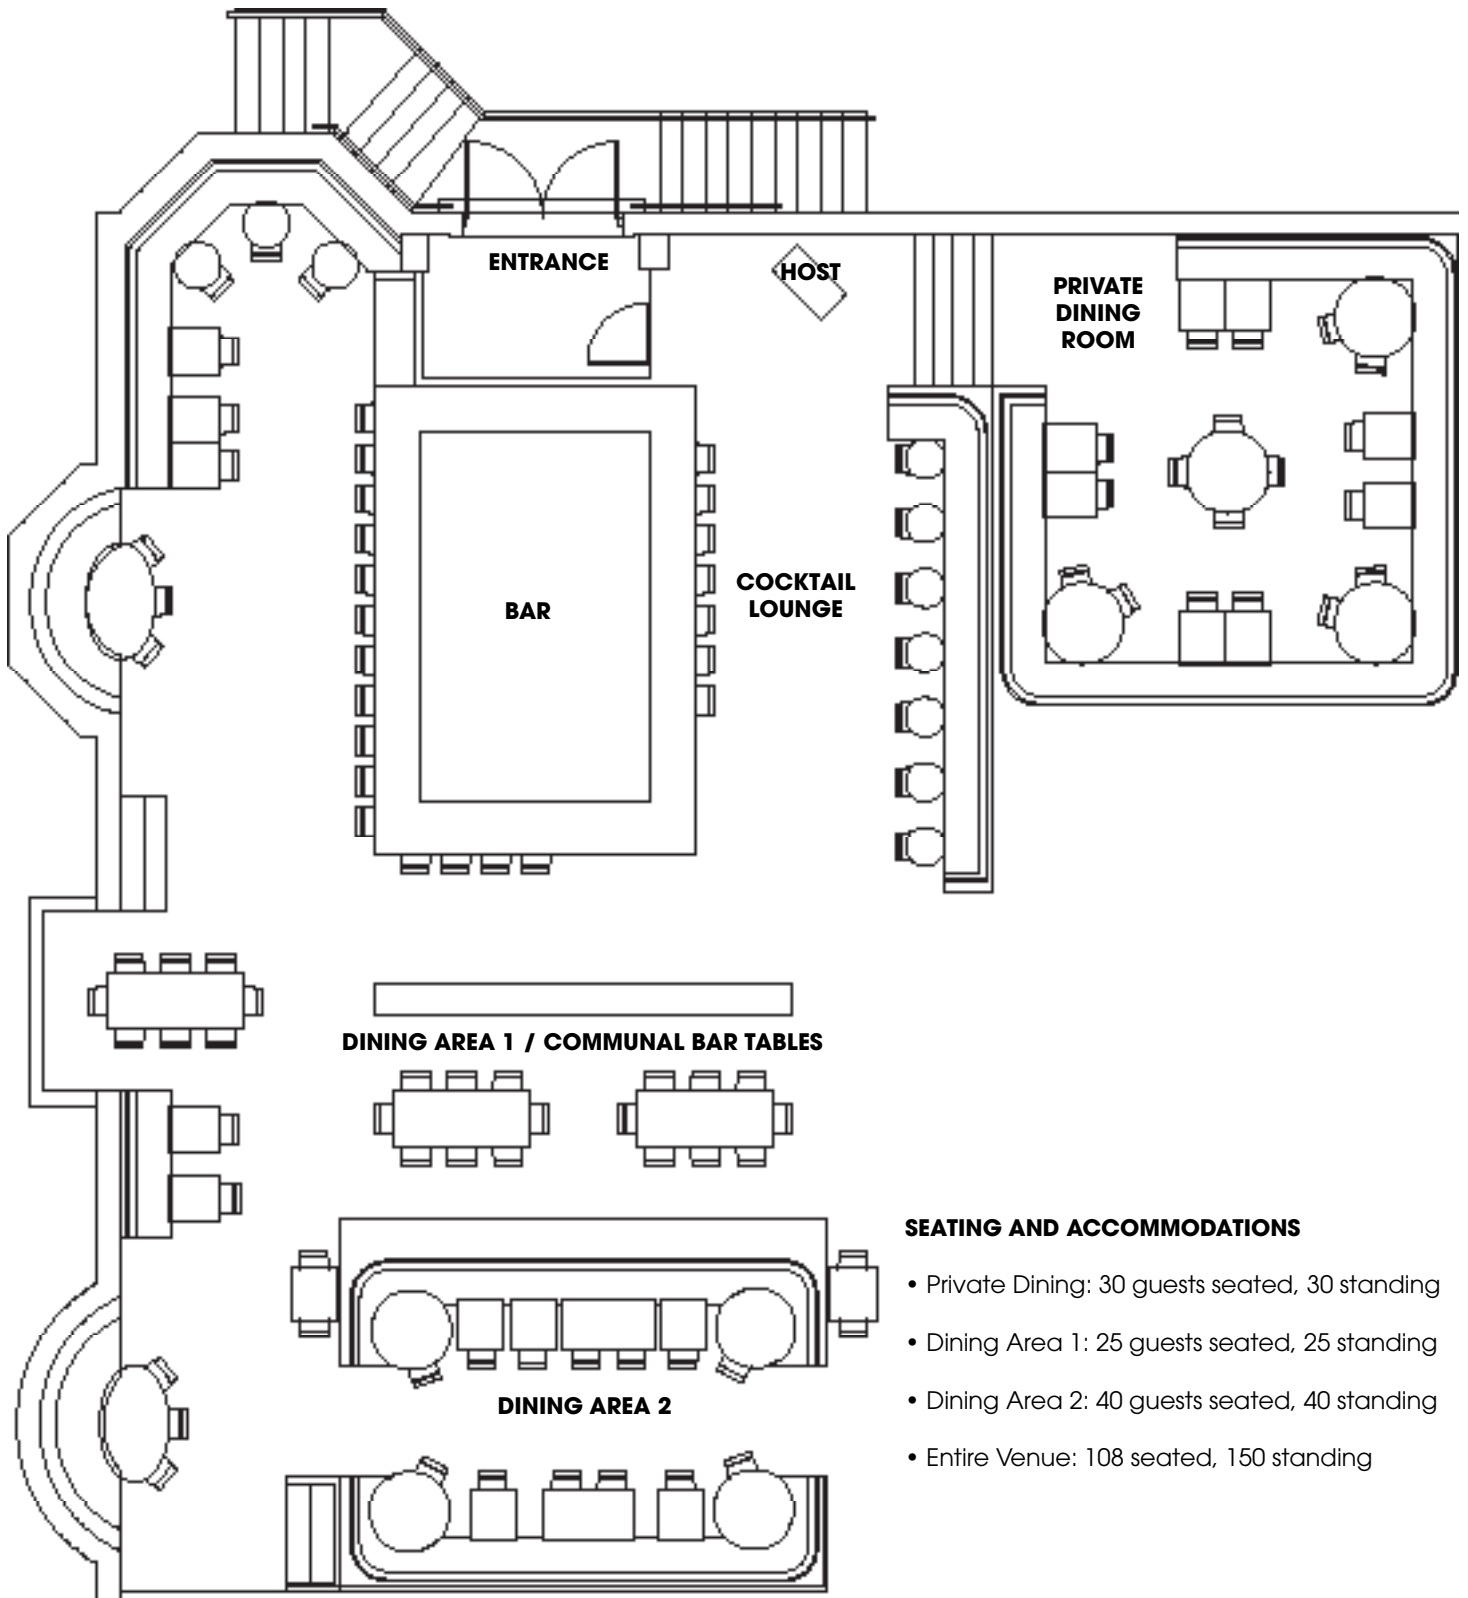 ENTRANCE
HOST
PRIVATE
DINING
ROOM
BAR
COCKTAIL
LOUNGE
DINING AREA 1 / COMMUNAL BAR TABLES
SEATING AND ACCOMMODATIONS
• Private Dining: 30 guests seated, 30 standing
• Dining Area 1: 25 guests seated, 25 standing
• Dining Area 2: 40 guests seated, 40 standing
• Entire Venue: 108 seated, 150 standing
DINING AREA 2